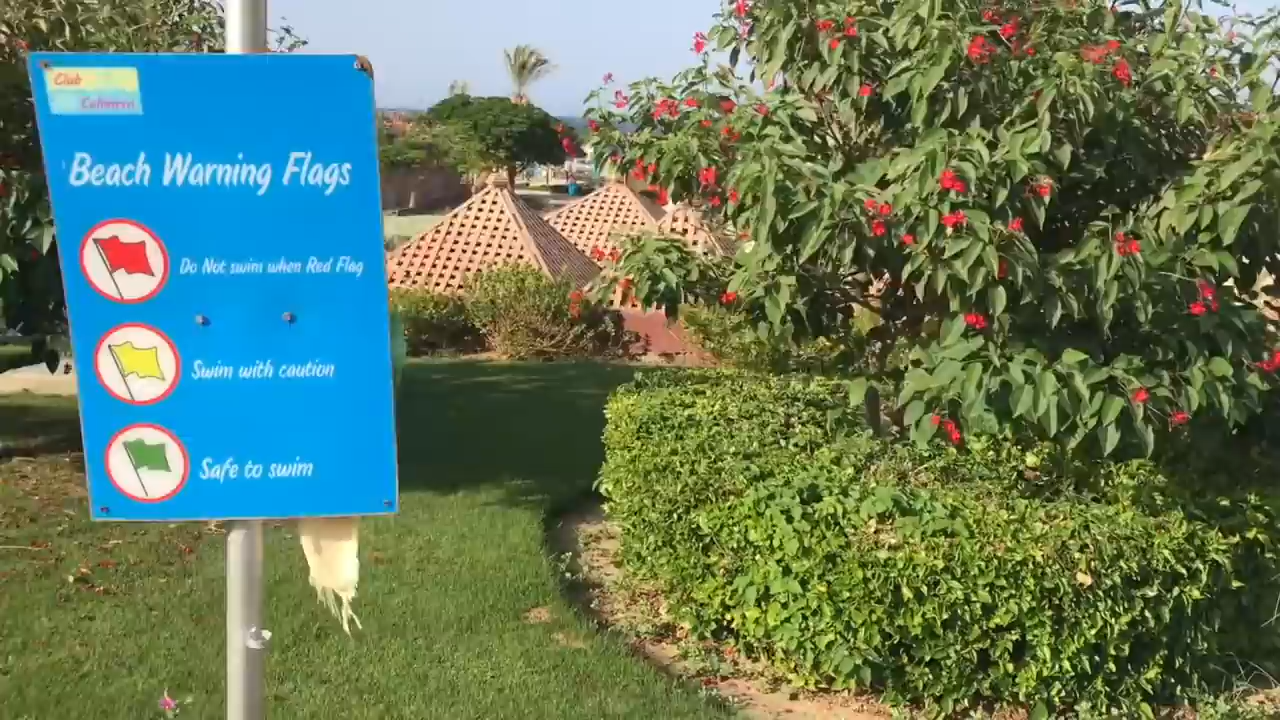 Club
Calimera
Beach Warning Flags
Do Not swim when Red Flag
Swim with caution
Safe to swim